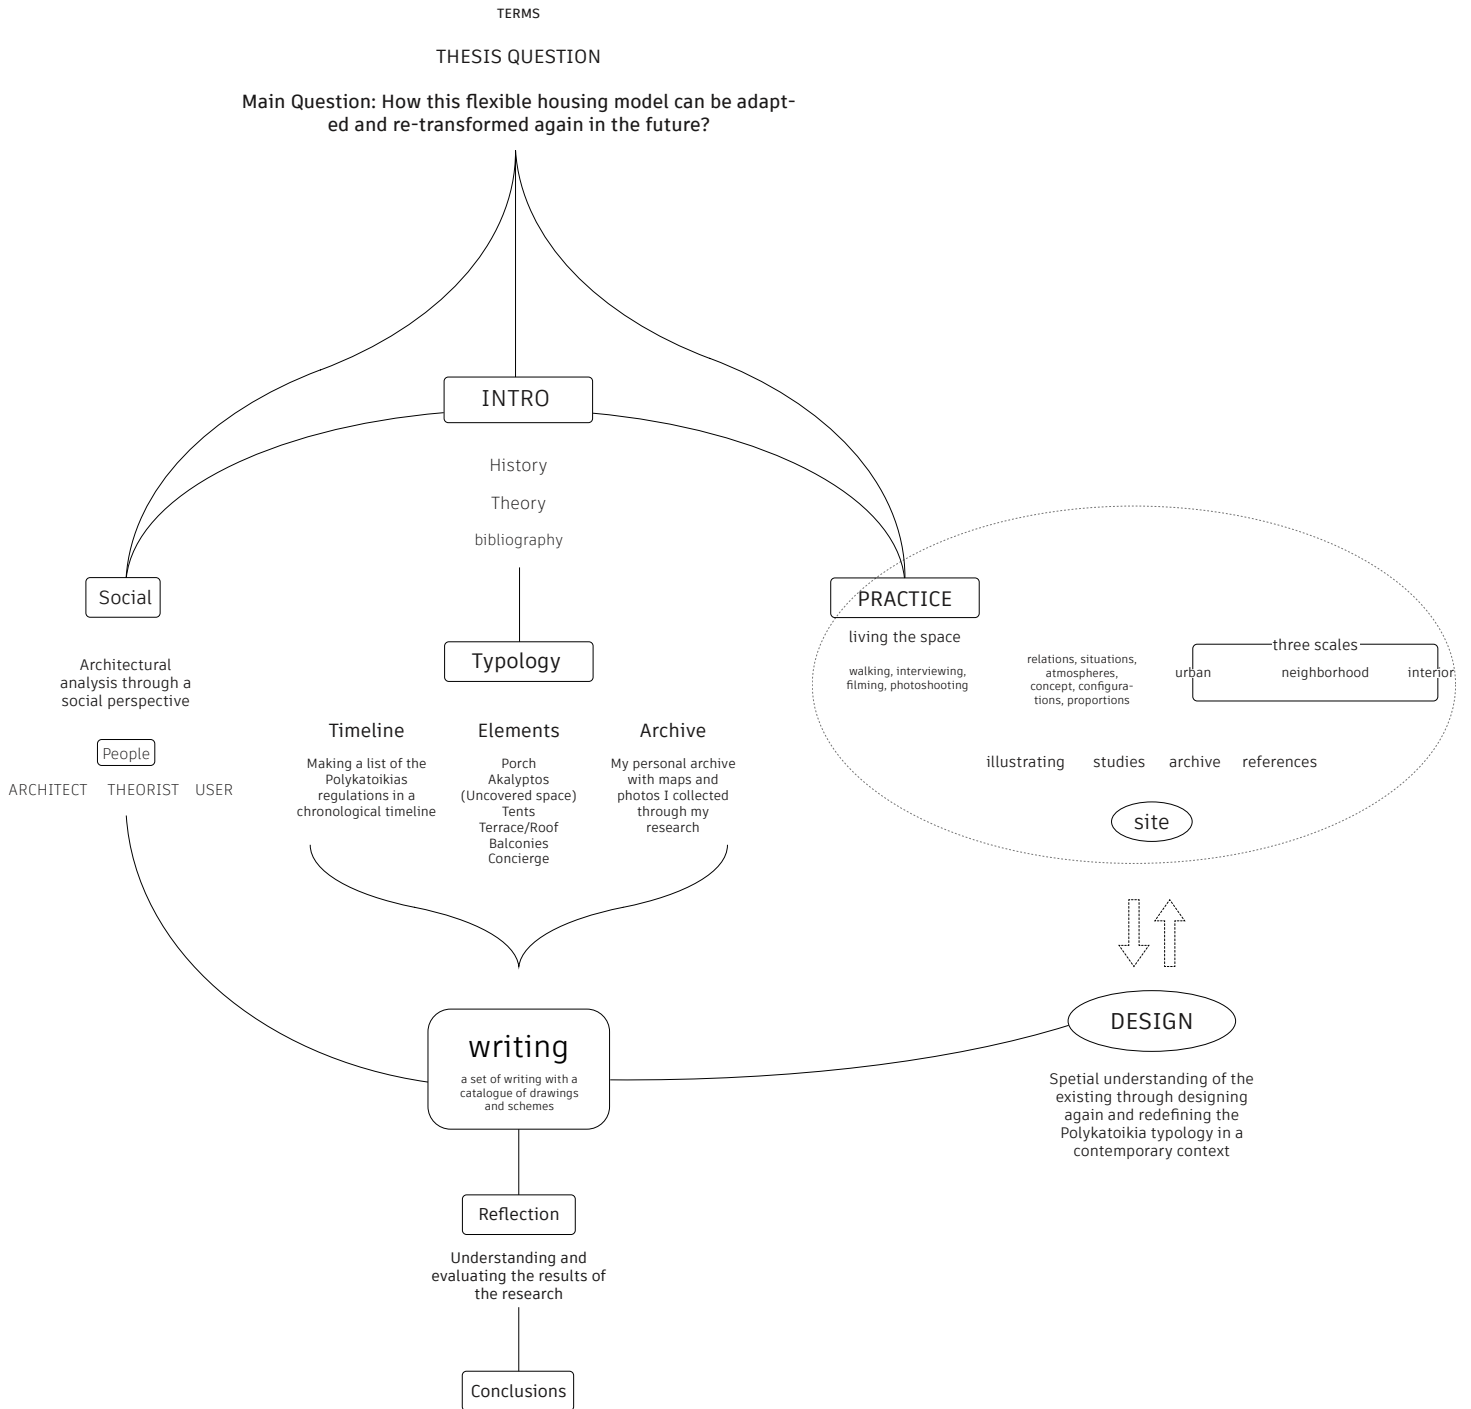 TERMS
THESIS QUESTION
Main Question: How this flexible housing model can be adapt-
ed and re-transformed again in the future?
INTRO
History
Theory
bibliography
Social
Architectural
analysis through a
social perspective
People
ARCHITECT THEORIST USER
Typology
Timeline
Making a list of the
Polykatoikias
regulations in a
chronological timeline
Elements
Porch
Akalyptos
(Uncovered space)
Tents
Terrace/Roof
Balconies
Concierge
Archive
My personal archive
with maps and
photos I collected
through my
research
PRACTICE
living the space
walking, interviewing,
filming, photoshooting
relations, situations,
atmospheres,
concept, configura-
tions, proportions
three scales
urban neighborhood interior
illustrating studies archive references
site
DESIGN
Spetial understanding of the
existing through designing
again and redefining the
Polykatoikia typology in a
contemporary context
writing
a set of writing with a
catalogue of drawings
and schemes
Reflection
Understanding and
evaluating the results of
the research
Conclusions